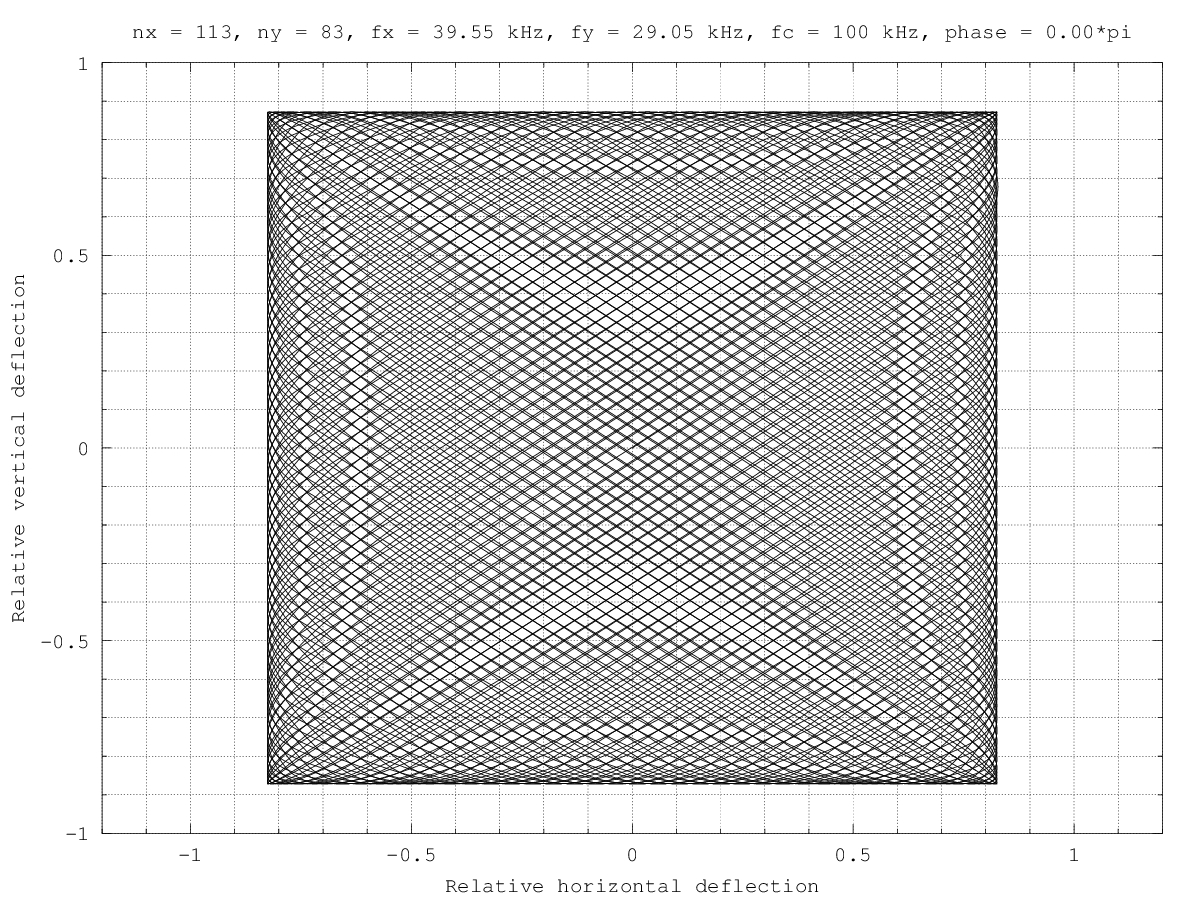 nx = 113, ny = 83, fx = 39.55 kHz, fy = 29.05 kHz, fc = 100 kHz, phase = 0.00*pi
1
0.5
0
-0.5
-1
Relative vertical deflection
-1 -0.5 0 0.5 1
Relative horizontal deflection